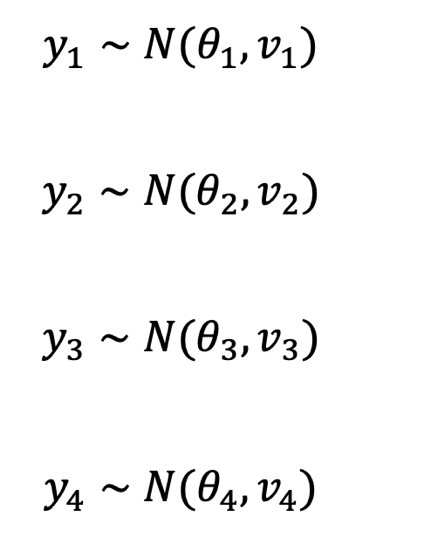 y₁ ~ N(θ₁, v₁)
y₂ ~ N(θ₂, v₂)
y₃ ~ N(θ₃, v₃)
y₄ ~ N(θ₄, v₄)